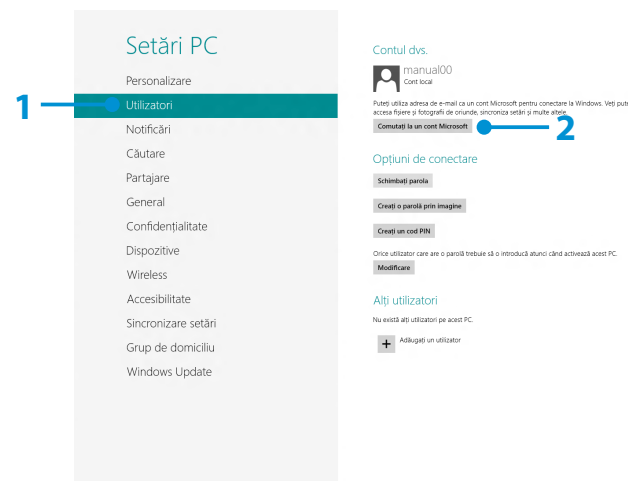 Setări PC
Personalizare
1
Utilizatori
Notificări
Căutare
Partajare
General
Confidențialitate
Dispozitive
Wireless
Accesibilitate
Sincronizare setări
Grup de domiciliu
Windows Update
Contul dvs.
manual00
Cont local
Puteți utiliza adresa de e-mail ca un cont Microsoft pentru conectare la Windows. Veți
accesa fișiere și fotografii de oriunde, sincroniza setări și multe altele.
Comutați la un cont Microsoft
2
Opțiuni de conectare
Schimbați parola
Creați o parolă prin imagine
Creați un cod PIN
Orice utilizator care are o parolă trebuie să o introducă atunci când activează acest PC.
Modificare
Alți utilizatori
Nu există alți utilizatori pe acest PC.
+ Adăugați un utilizator